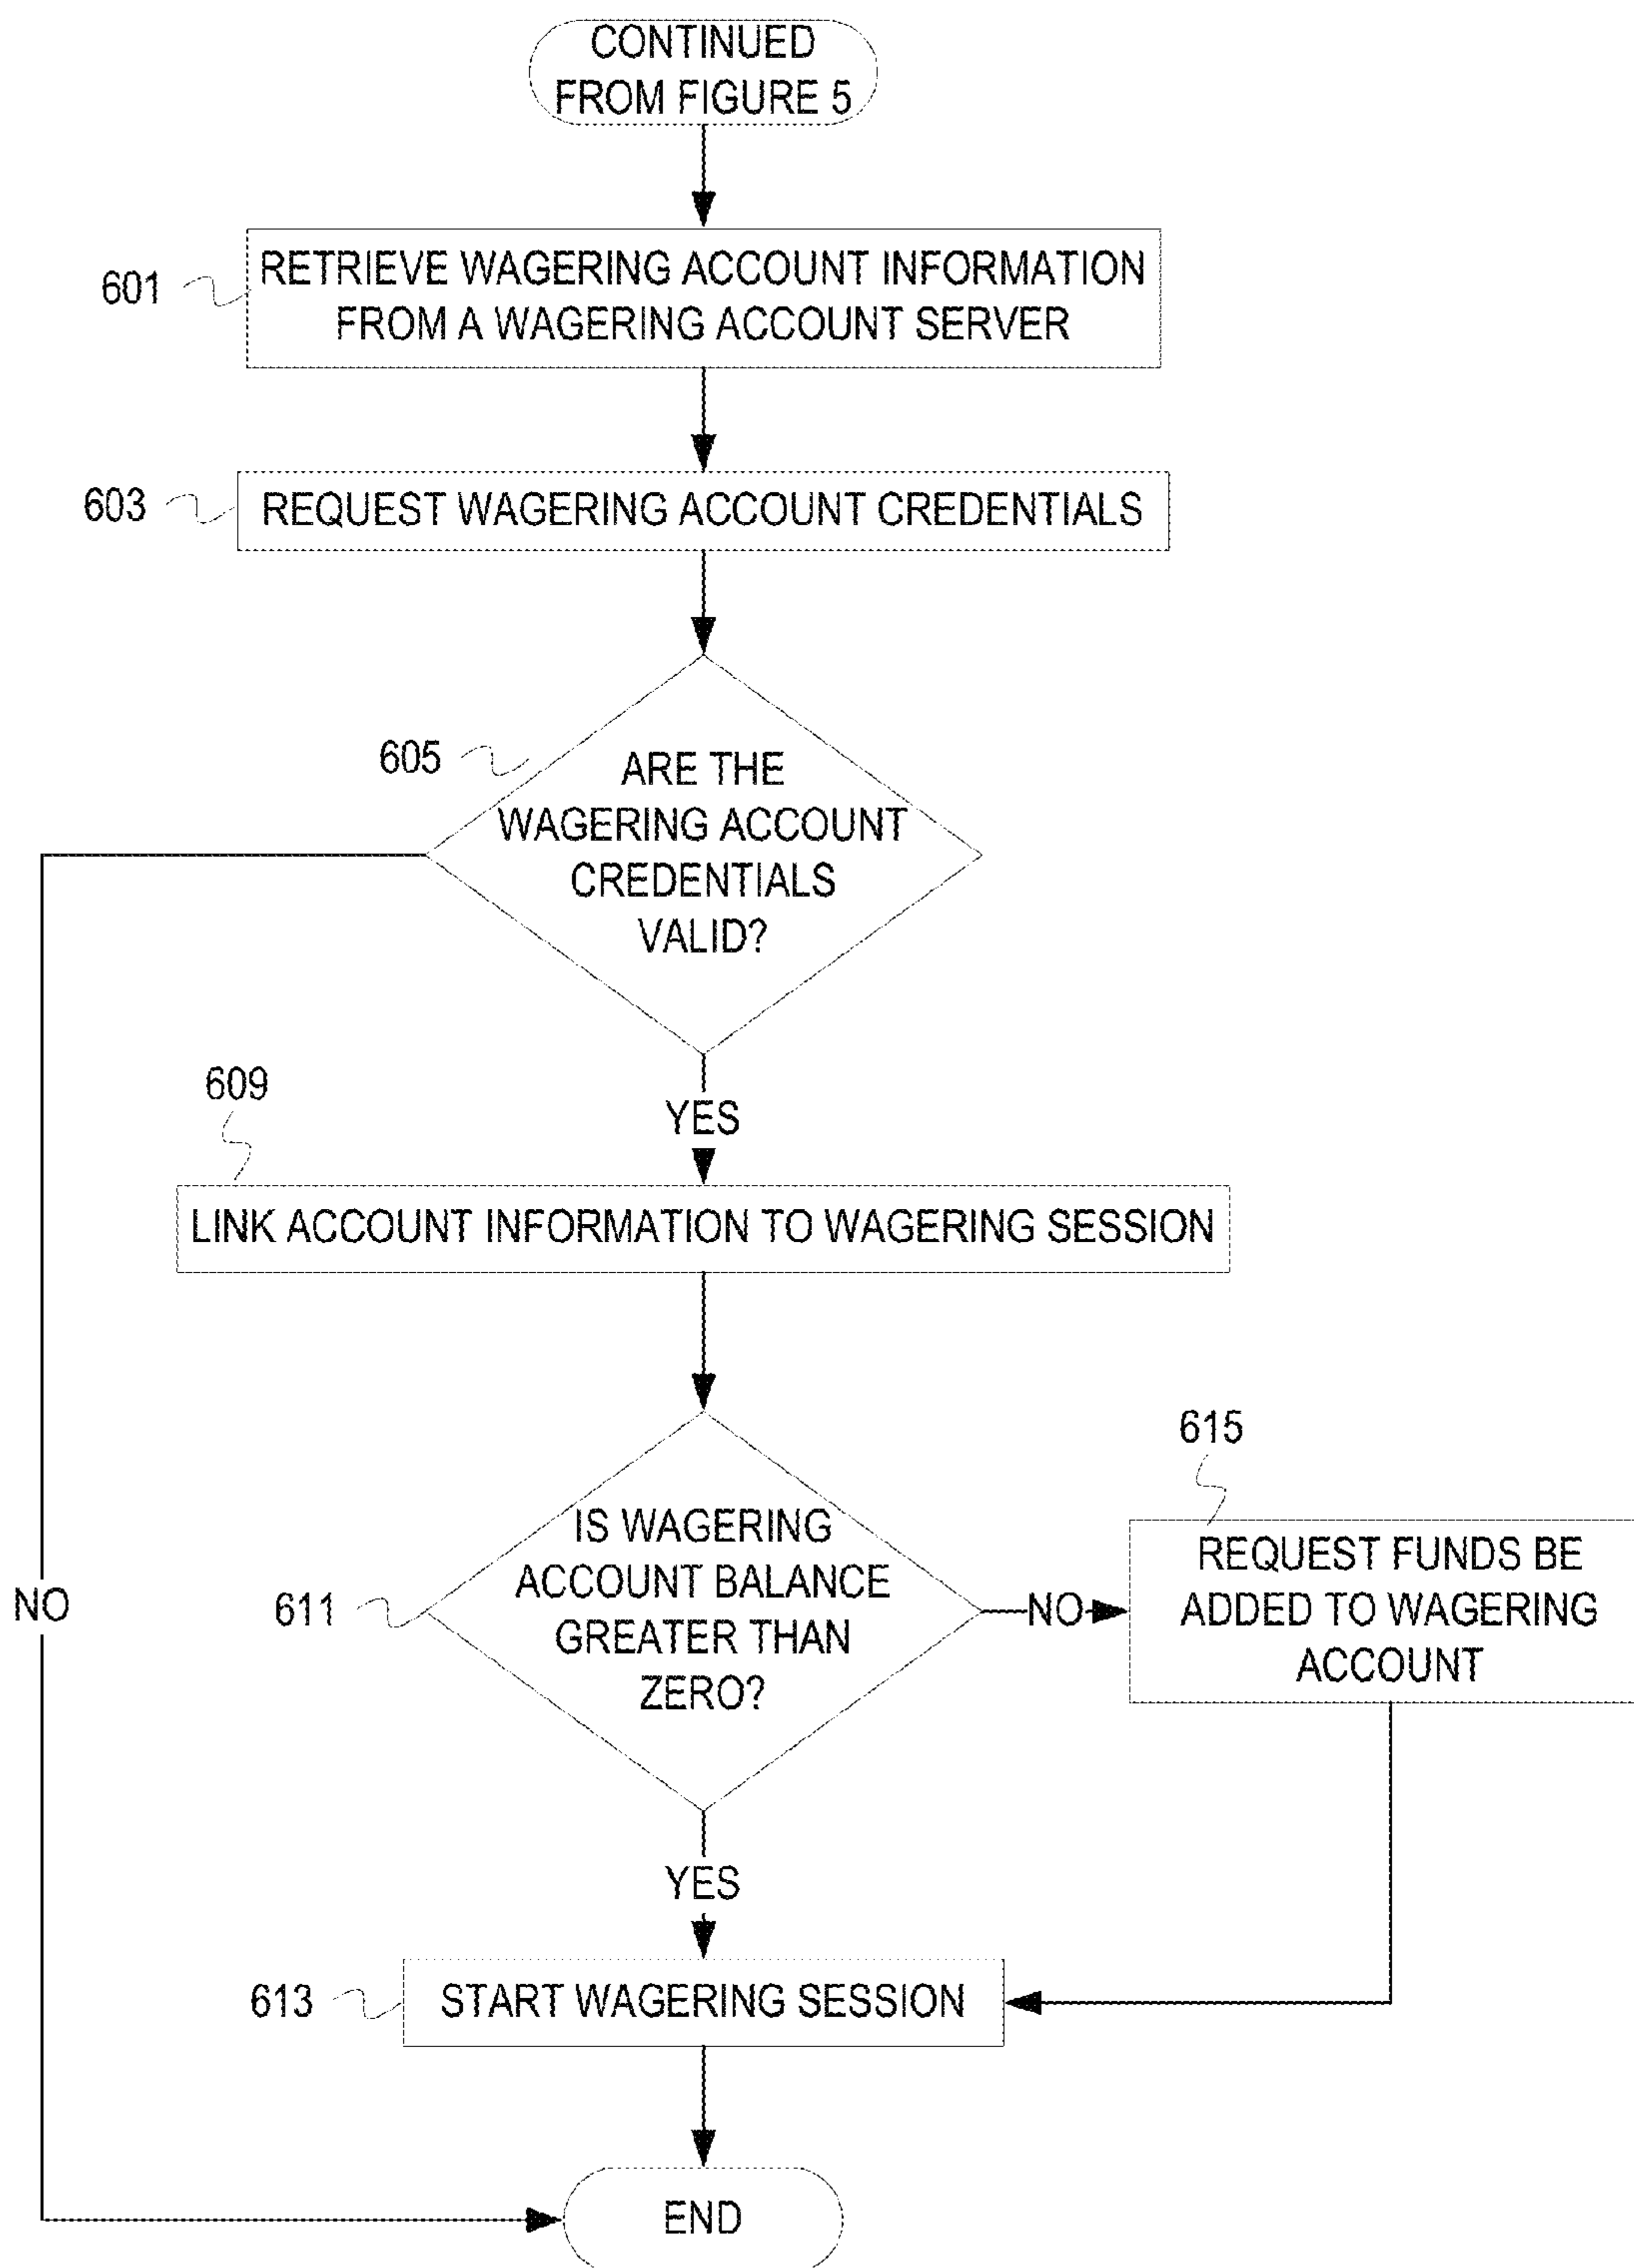 CONTINUED
FROM FIGURE 5
601
RETRIEVE WAGERING ACCOUNT INFORMATION
FROM A WAGERING ACCOUNT SERVER
603
REQUEST WAGERING ACCOUNT CREDENTIALS
605
ARE THE
WAGERING ACCOUNT
CREDENTIALS
VALID?
609
YES
LINK ACCOUNT INFORMATION TO WAGERING SESSION
615
611
IS WAGERING
ACCOUNT BALANCE
GREATER THAN
ZERO?
NO
NO
REQUEST FUNDS BE
ADDED TO WAGERING
ACCOUNT
YES
613
START WAGERING SESSION
END